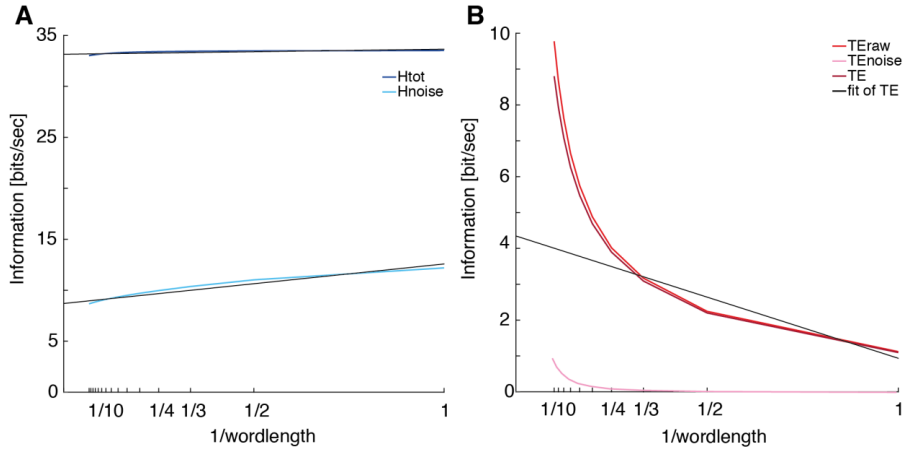 A
35
25
15
5
0
Information [bits/sec]
Htot
Hnoise
1/10 1/4 1/3 1/2 1
1/wordlength
B
10
8
6
4
2
0
Information [bit/sec]
TEraw
TEnoise
TE
fit of TE
1/10 1/4 1/3 1/2 1
1/wordlength